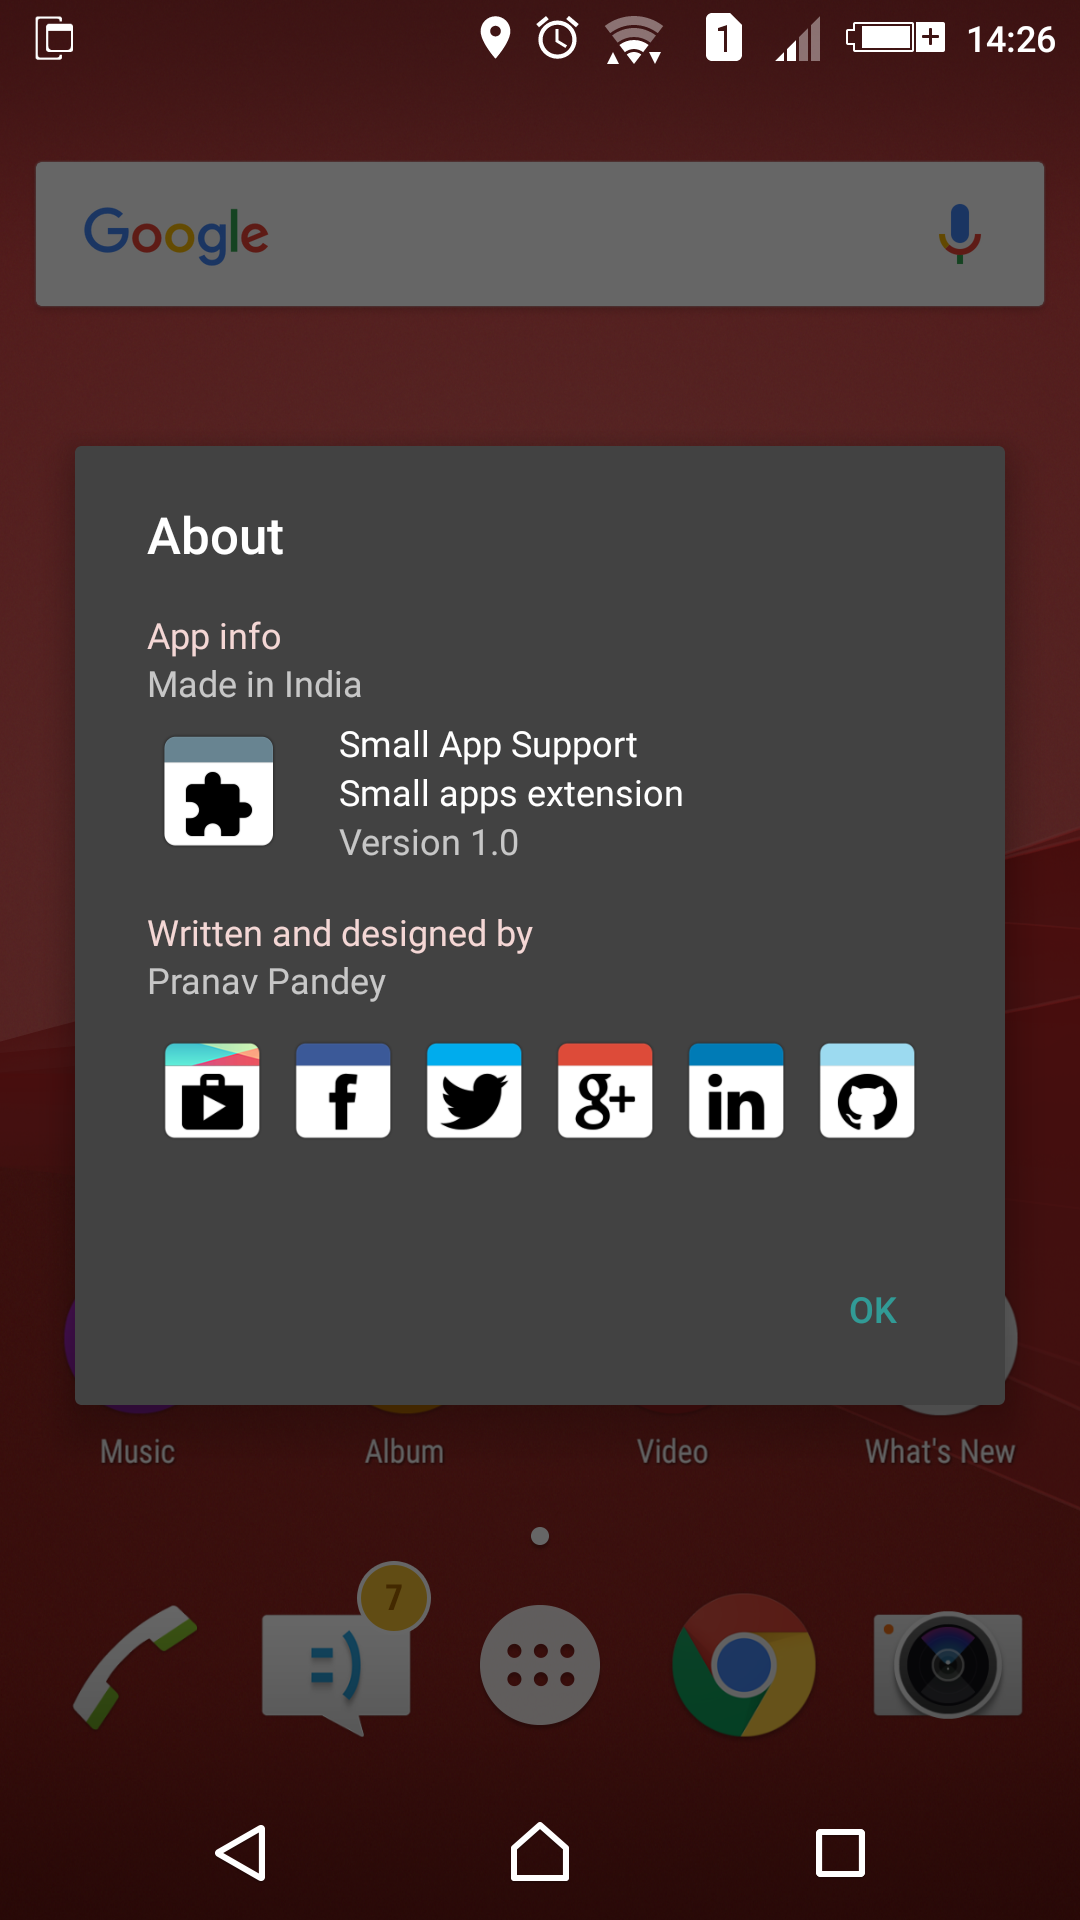 1
14:26
Google
About
App info
Made in India
Small App Support
Small apps extension
Version 1.0
Written and designed by
Pranav Pandey
f
g+
in
OK
Music Album Video What's New
7
:)